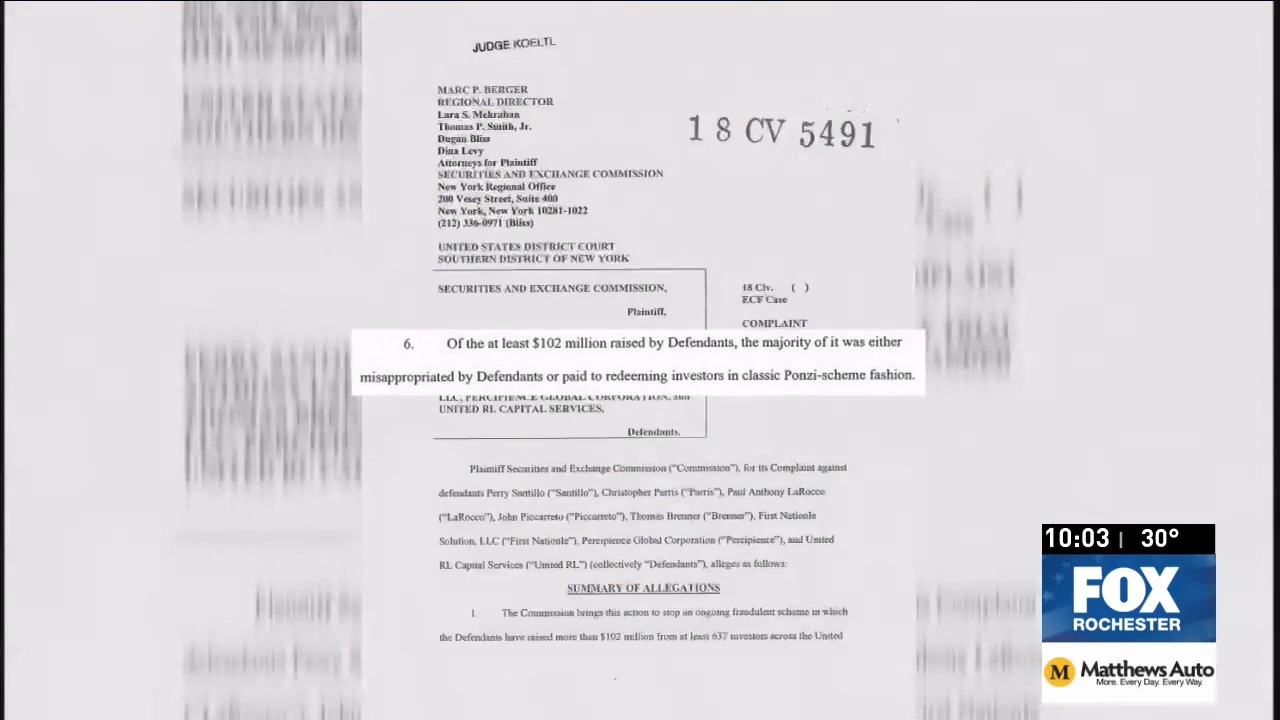 JUDGE KOELTL
MARC P. BERGER
REGIONAL DIRECTOR
Lara S. Mehraban
Thomas P. Smith, Jr.
Dugan Bliss
Dina Levy
Attorneys for Plaintiff
SECURITIES AND EXCHANGE COMMISSION
New York Regional Office
200 Vesey Street, Suite 400
New York, New York 10281-1022
(212) 336-0971 (Bliss)
18 CV 5491
UNITED STATES DISTRICT COURT
SOUTHERN DISTRICT OF NEW YORK
SECURITIES AND EXCHANGE COMMISSION,
Plaintiff,
18 Civ. ( )
ECF Case
COMPLAINT
6. Of the at least $102 million raised by Defendants, the majority of it was either
misappropriated by Defendants or paid to redeeming investors in classic Ponzi-scheme fashion.
LLC, PERCIPIENCE GLOBAL CORPORATION, and
UNITED RL CAPITAL SERVICES,
Defendants.
Plaintiff Securities and Exchange Commission ("Commission"), for its Complaint against
defendants Perry Santillo ("Santillo"), Christopher Parris ("Parris"), Paul Anthony LaRocco
("LaRocco"), John Piccarreto ("Piccarreto"), Thomas Brenner ("Brenner"), First Nationle
Solution, LLC ("First Nationle"), Percipience Global Corporation ("Percipience"), and United
RL Capital Services ("United RL") (collectively "Defendants"), alleges as follows:
SUMMARY OF ALLEGATIONS
1. The Commission brings this action to stop an ongoing fraudulent scheme in which
the Defendants have raised more than $102 million from at least 637 investors across the United
10:03 | 30°
FOX
ROCHESTER
M Matthews Auto
More. Every Day. Every Way.